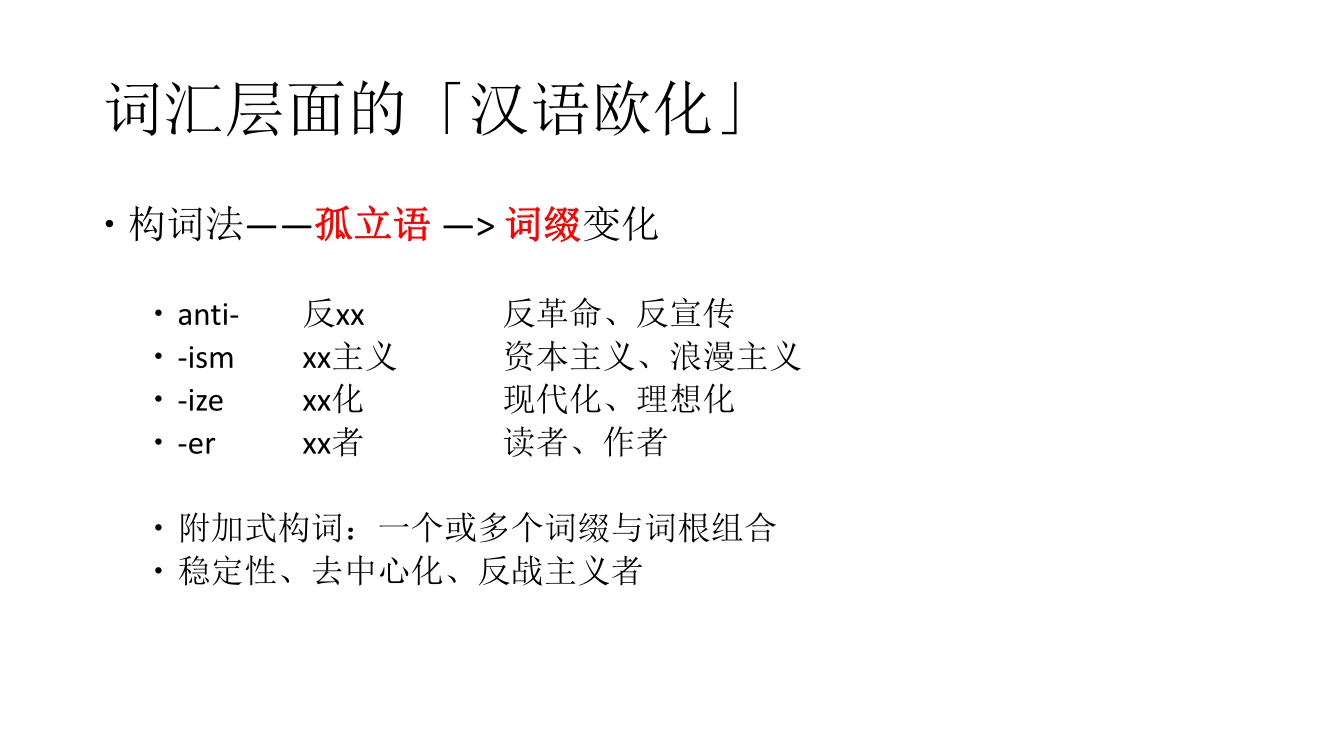 词汇层面的「汉语欧化」
• 构词法——孤立语 —> 词缀变化
• anti- 反xx 反革命、反宣传
• -ism xx主义 资本主义、浪漫主义
• -ize xx化 现代化、理想化
• -er xx者 读者、作者
• 附加式构词：一个或多个词缀与词根组合
• 稳定性、去中心化、反战主义者